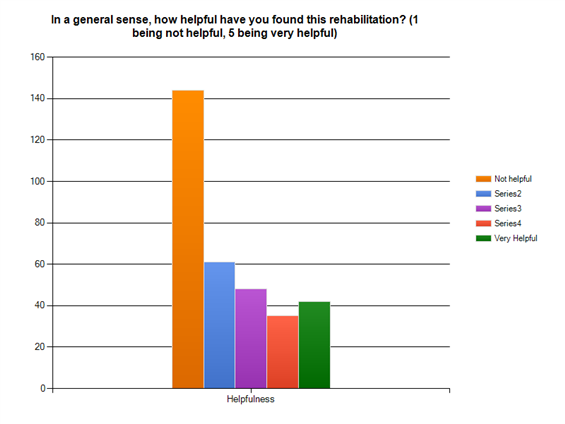 In a general sense, how helpful have you found this rehabilitation? (1
being not helpful, 5 being very helpful)
160
140
120
100
80
60
40
20
0
Helpfulness
Not helpful
Series2
Series3
Series4
Very Helpful